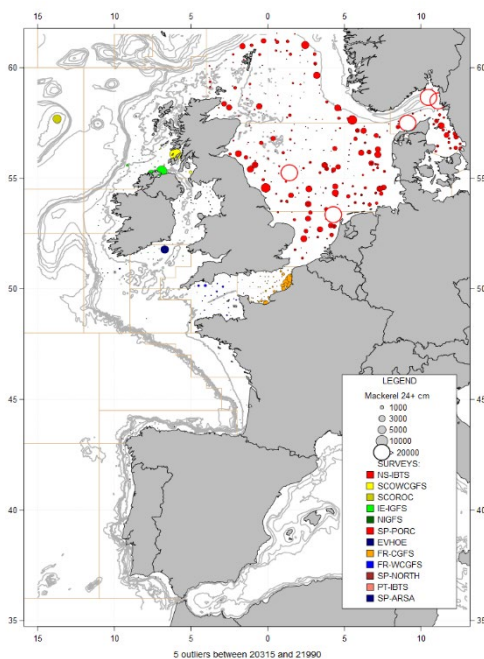 15 10 5 0 5 10
60 60
55 55
50 50
45 45
40 40
35 35
LEGEND
Mackerel 24+ cm
1000
3000
5000
10000
> 20000
SURVEYS:
NS-IBTS
SCOWCGFS
SCOROC
IE-IGFS
NIGFS
SP-PORC
EVHOE
FR-CGFS
FR-WCGFS
SP-NORTH
PT-IBTS
SP-ARSA
15 10 5 0 5 10
5 outliers between 20315 and 21990